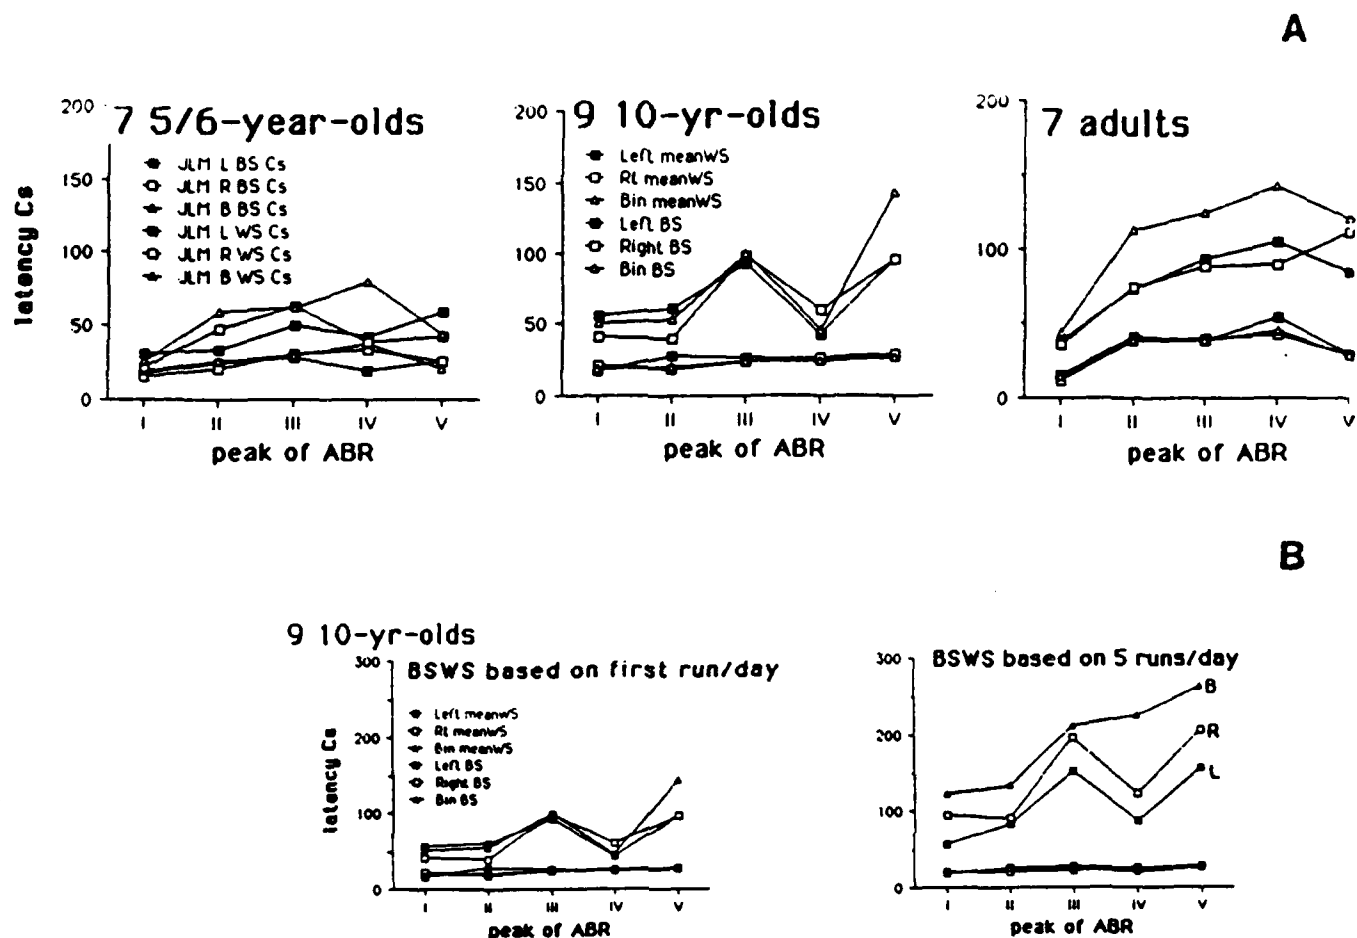 A
7 5/6-year-olds
latency Cs
200
150
100
50
0
JLM L BS Cs
JLM R BS Cs
JLM B BS Cs
JLM L WS Cs
JLM R WS Cs
JLM B WS Cs
I II III IV V
peak of ABR
9 10-yr-olds
200
150
100
50
0
Left meanWS
Rt meanWS
Bin meanWS
Left BS
Right BS
Bin BS
I II III IV V
peak of ABR
7 adults
200
100
0
I II III IV V
peak of ABR
B
9 10-yr-olds
BSWS based on first run/day
latency Cs
300
200
100
0
Left meanWS
Rt meanWS
Bin meanWS
Left BS
Right BS
Bin BS
I II III IV V
peak of ABR
BSWS based on 5 runs/day
300
200
100
0
B
R
L
I II III IV V
peak of ABR